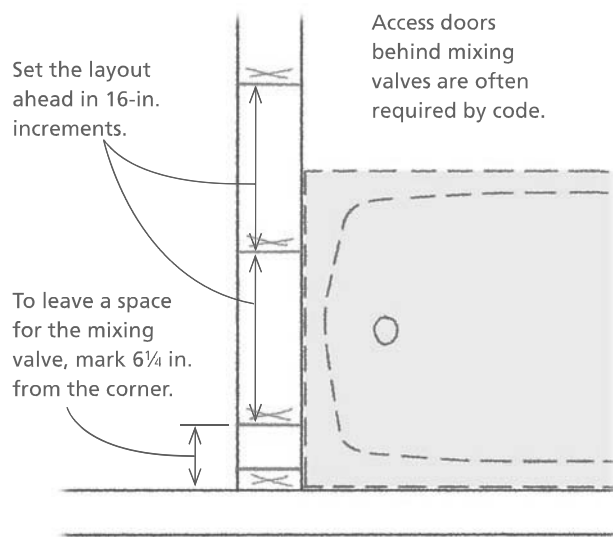 Access doors
behind mixing
valves are often
required by code.
Set the layout
ahead in 16-in.
increments.
To leave a space
for the mixing
valve, mark 6¼ in.
from the corner.